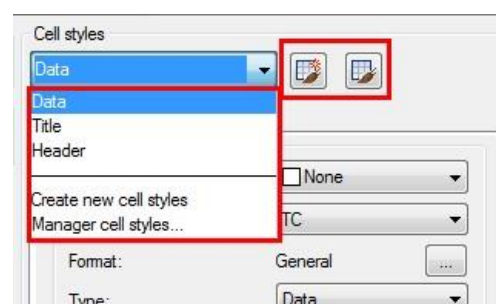 Cell styles
Data
Data
Title
Header
Create new cell styles
Manager cell styles...
None
TC
Format: General ...
Type: Data